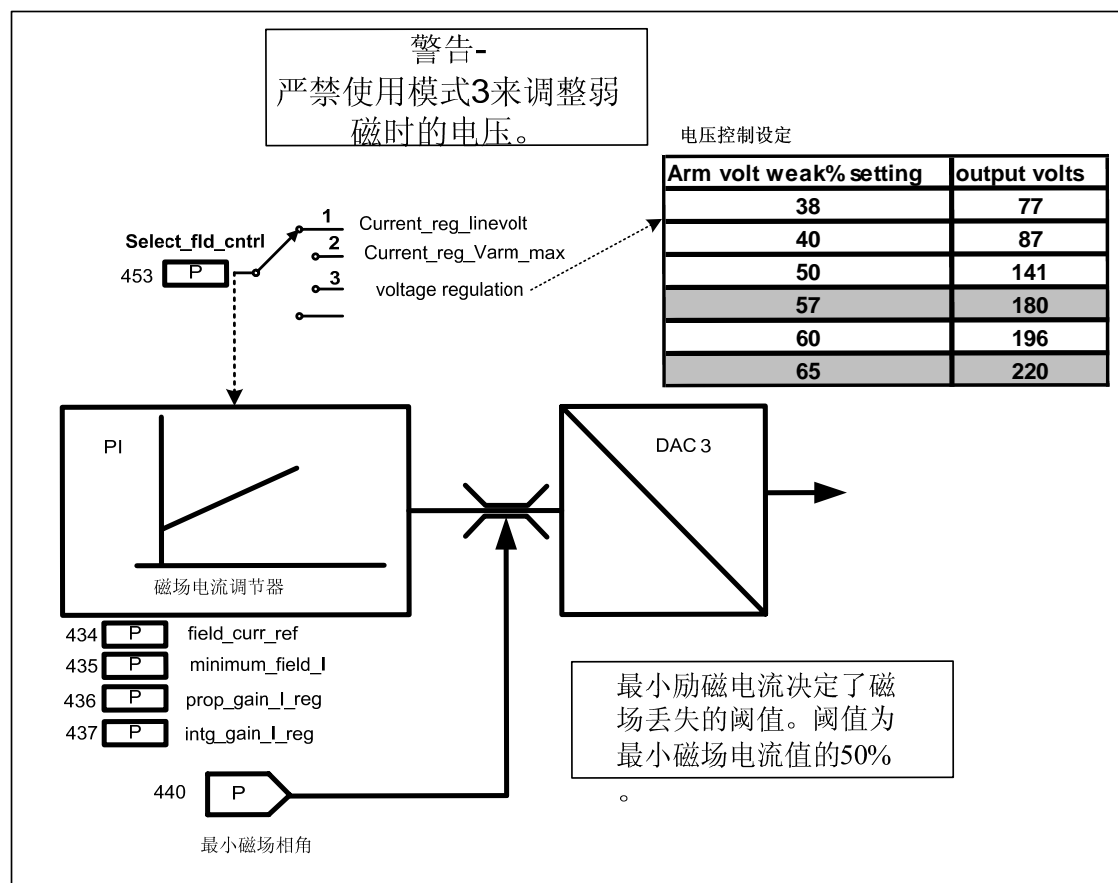 警告-
严禁使用模式3来调整弱
磁时的电压。
电压控制设定
Arm volt weak% setting output volts
38 77
40 87
50 141
57 180
60 196
65 220
Select_fld_cntrl
453 P
1 Current_reg_linevolt
2 Current_reg_Varm_max
3 voltage regulation
PI
磁场电流调节器
DAC 3
434 P field_curr_ref
435 P minimum_field_I
436 P prop_gain_I_reg
437 P intg_gain_I_reg
440 P
最小磁场相角
最小励磁电流决定了磁
场丢失的阈值。阈值为
最小磁场电流值的50%
。